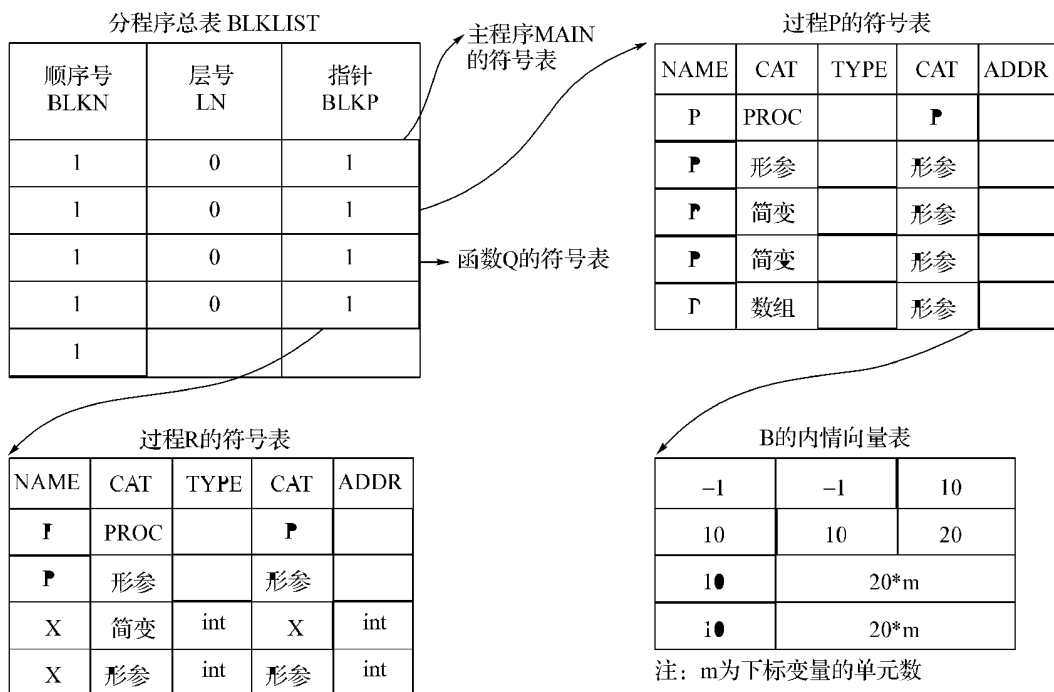 分程序总表 BLKLIST
顺序号 层号 指针
BLKN LN BLKP
1 0 1
1 0 1
1 0 1
1 0 1
1
主程序MAIN
的符号表
函数Q的符号表
过程P的符号表
NAME CAT TYPE CAT ADDR
P PROC P
P 形参 形参
P 简变 形参
P 简变 形参
数组 形参
过程R的符号表
NAME CAT TYPE CAT ADDR
PROC P
P 形参 形参
X 简变 int X int
X 形参 int 形参 int
B的内情向量表
−1 −1 10
10 10 20
10 20*m
10 20*m
注：m为下标变量的单元数